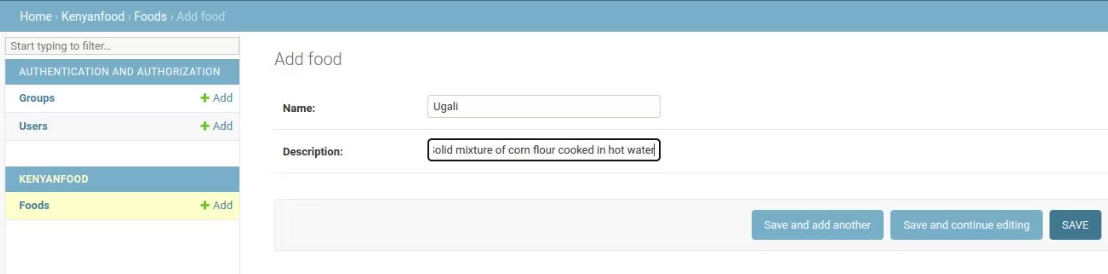 Home › Kenyanfood › Foods › Add food
Start typing to filter...
AUTHENTICATION AND AUTHORIZATION
Groups + Add
Users + Add
KENYANFOOD
Foods + Add
Add food
Name: Ugali
Description: olid mixture of corn flour cooked in hot water
Save and add another Save and continue editing SAVE